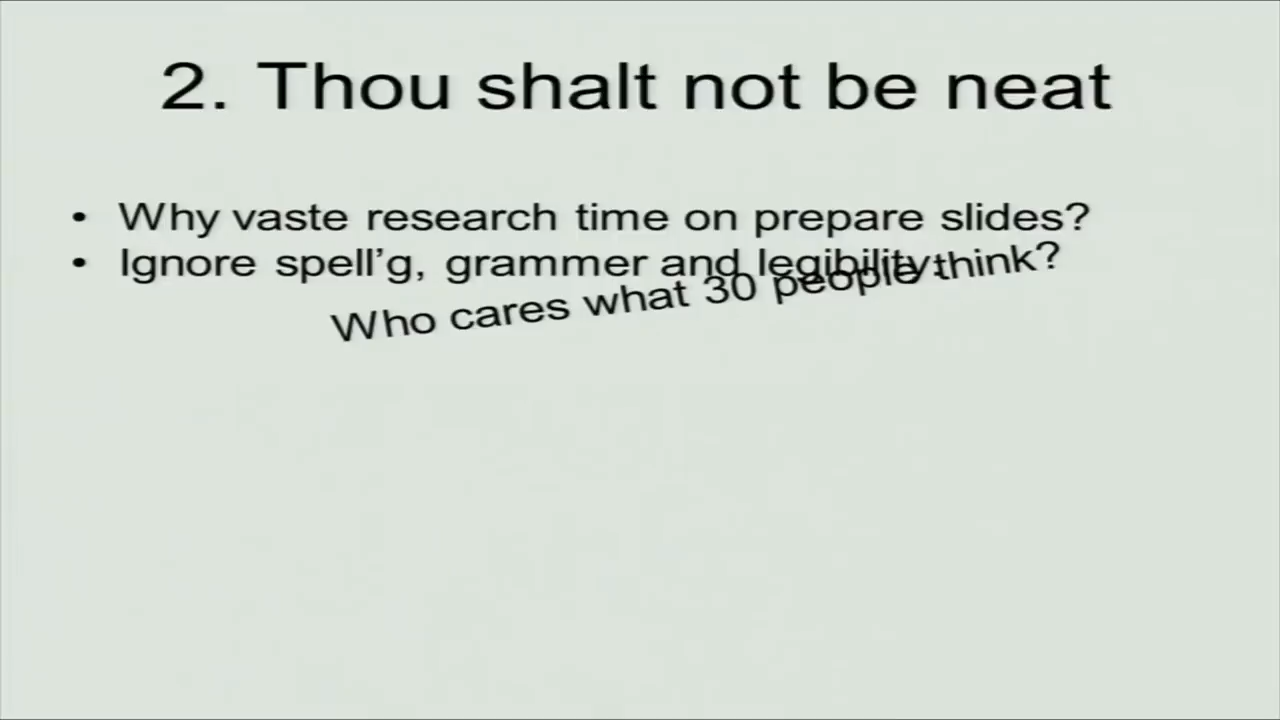 2. Thou shalt not be neat
• Why vaste research time on prepare slides?
• Ignore spell’g, grammer and legibility.
Who cares what 30 people think?